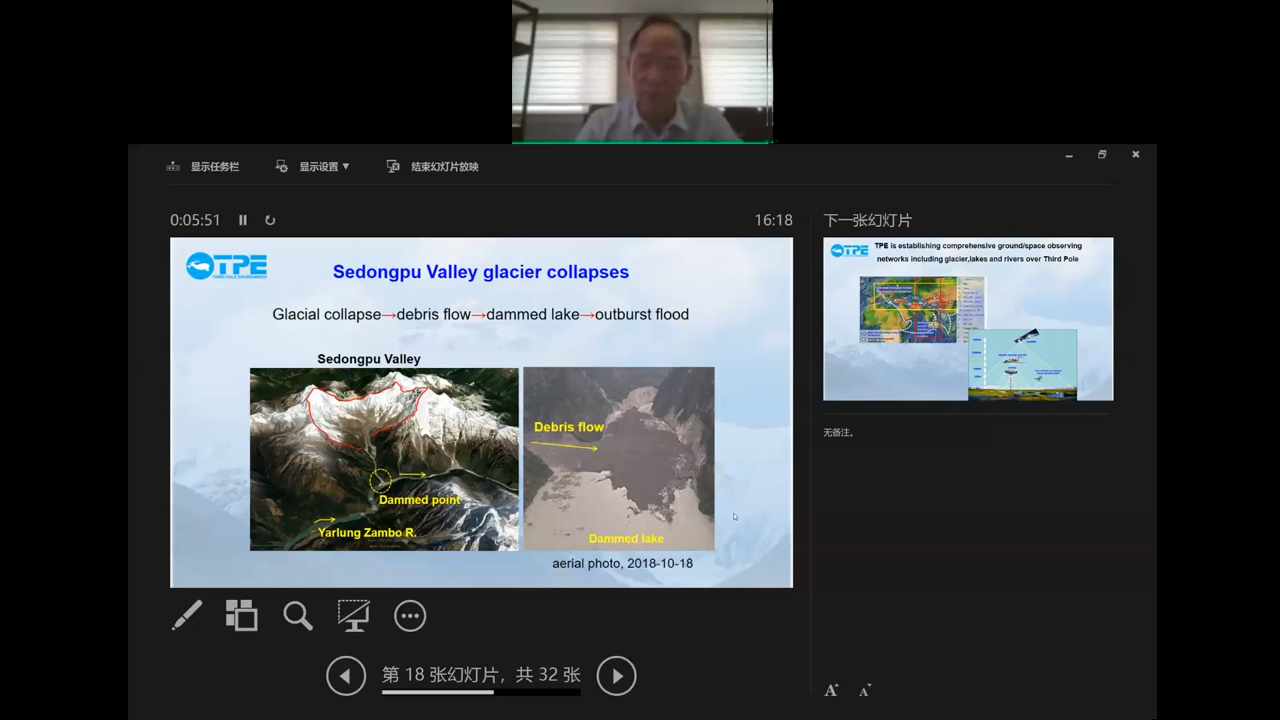 显示任务栏
显示设置▼
结束幻灯片放映
0:05:51
16:18
下一张幻灯片
TPE
THIRD POLE ENVIRONMENT
Sedongpu Valley glacier collapses
Glacial collapse→debris flow→dammed lake→outburst flood
Sedongpu Valley
Dammed point
Yarlung Zambo R.
Debris flow
Dammed lake
aerial photo, 2018-10-18
TPE
TPE is establishing comprehensive ground/space observing
networks including glacier,lakes and rivers over Third Pole
无备注。
第 18 张幻灯片，共 32 张
A
A